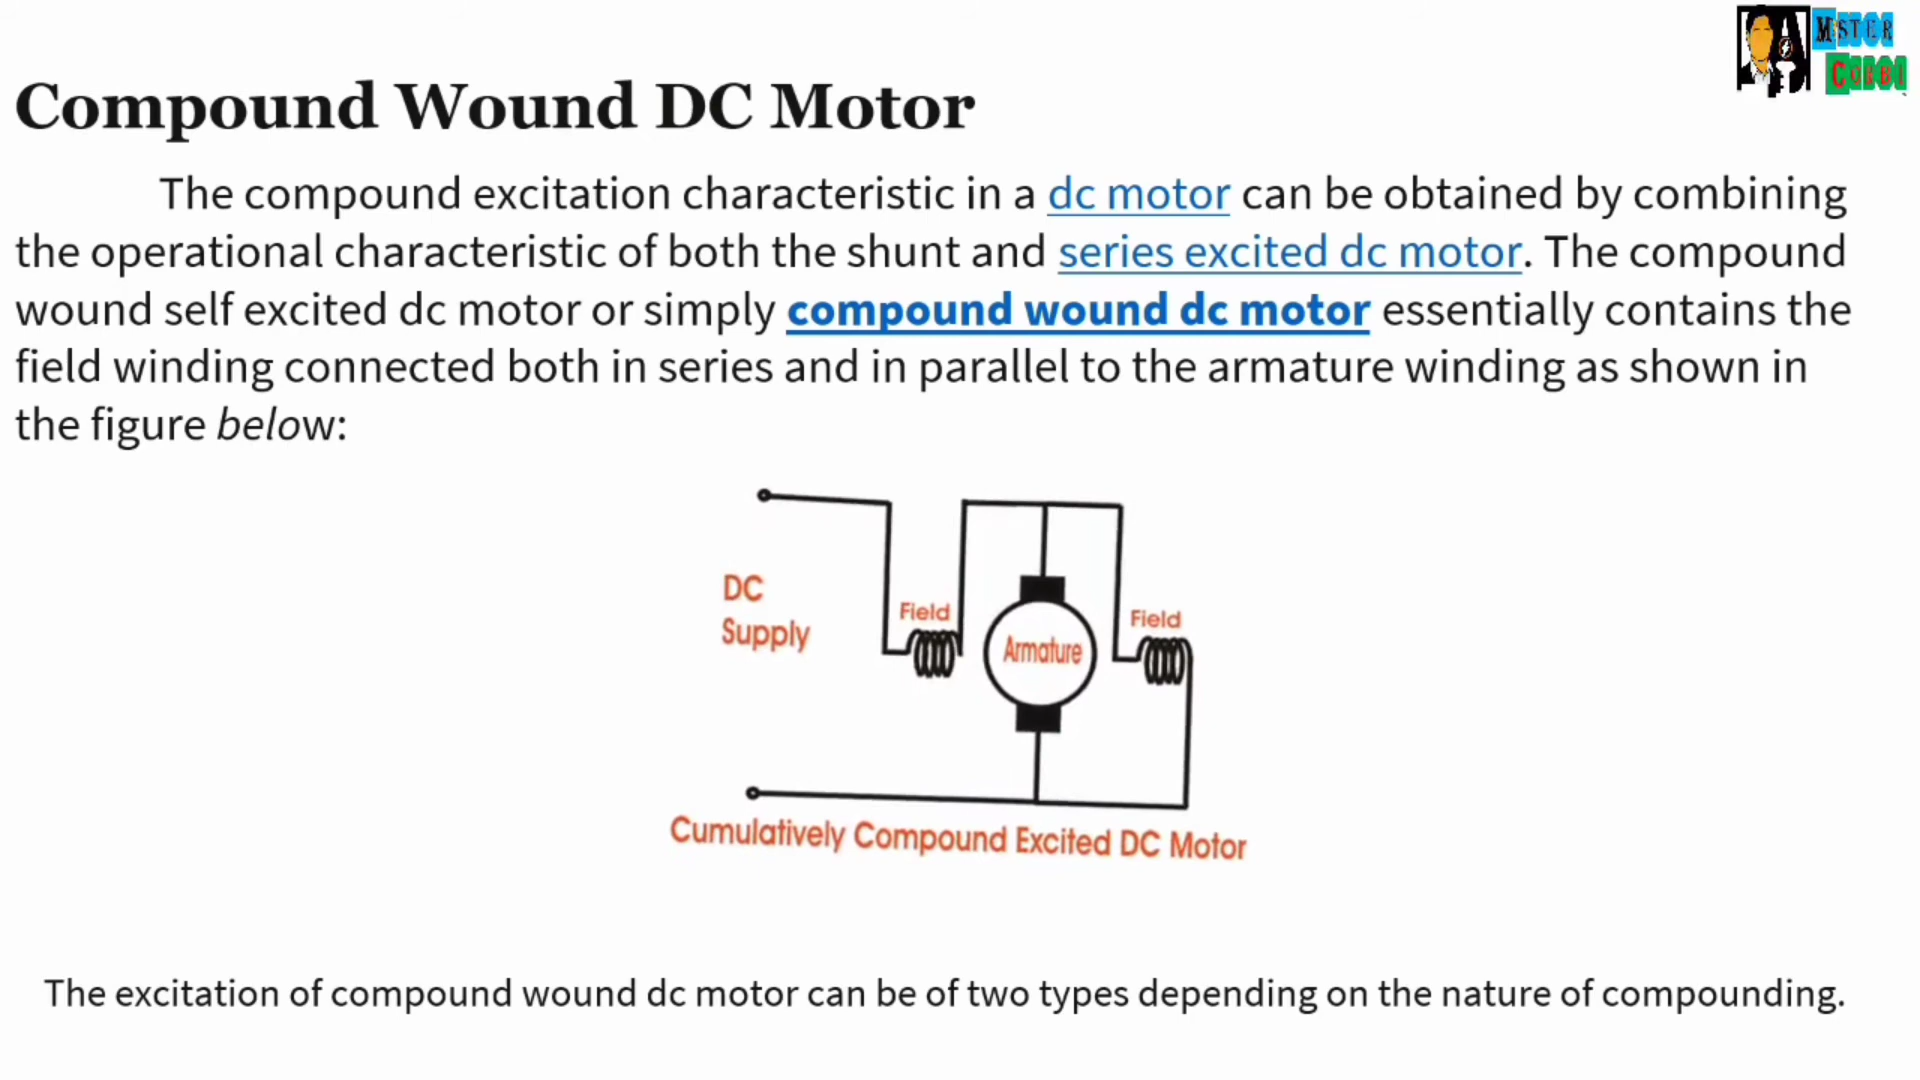 MSTER
CUBBI
Compound Wound DC Motor
The compound excitation characteristic in a dc motor can be obtained by combining
the operational characteristic of both the shunt and series excited dc motor. The compound
wound self excited dc motor or simply compound wound dc motor essentially contains the
field winding connected both in series and in parallel to the armature winding as shown in
the figure below:
DC
Supply
Field
Armature
Field
Cumulatively Compound Excited DC Motor
The excitation of compound wound dc motor can be of two types depending on the nature of compounding.